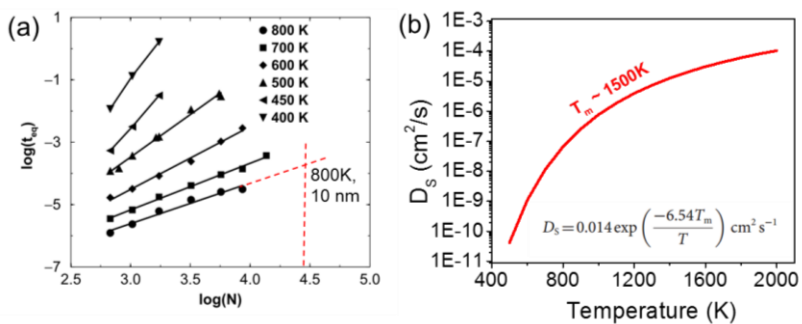 (a)
1
-1
-3
-5
-7
log(t_eq)
800 K
700 K
600 K
500 K
450 K
400 K
800K,
10 nm
2.5 3.0 3.5 4.0 4.5 5.0
log(N)
(b)
1E-3
1E-4
1E-5
1E-6
1E-7
1E-8
1E-9
1E-10
1E-11
D_S (cm²/s)
T_m ~ 1500K
D_S = 0.014 exp (−6.54T_m / T) cm² s⁻¹
400 800 1200 1600 2000
Temperature (K)